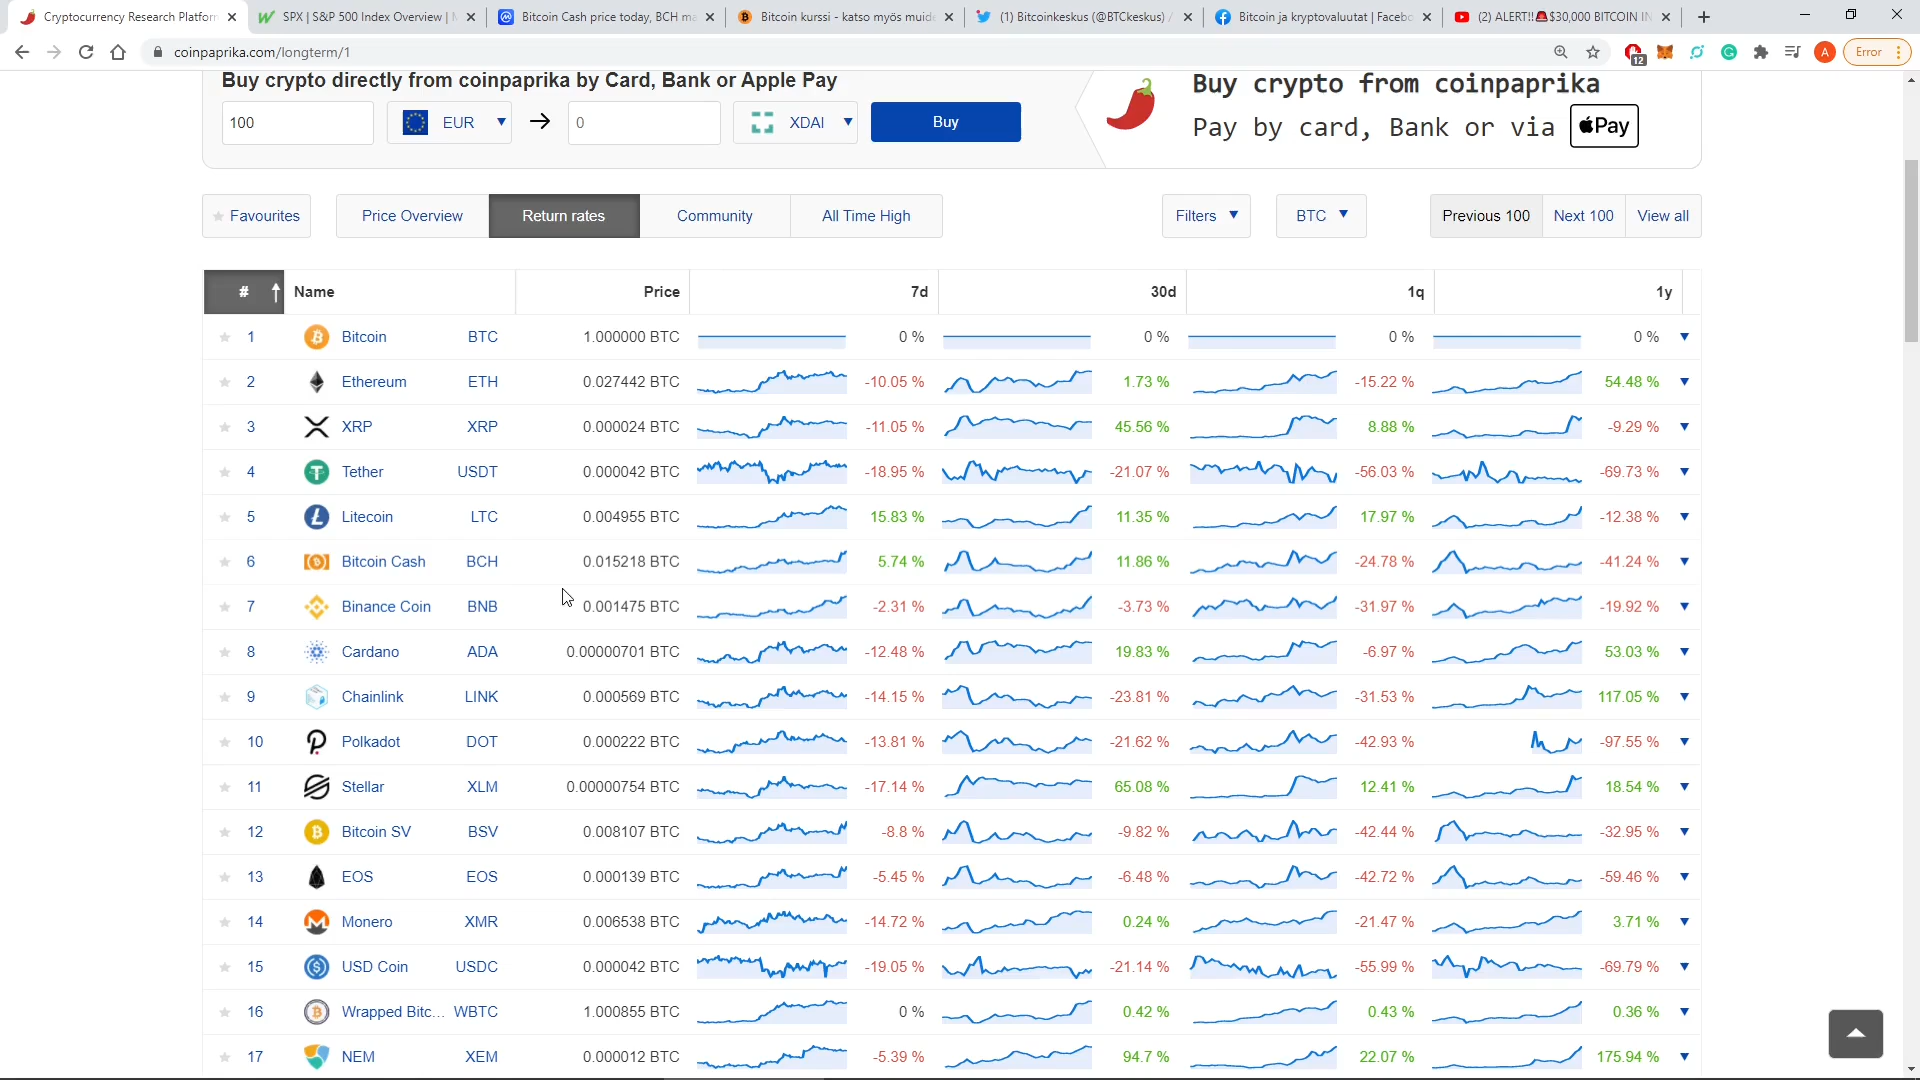 Cryptocurrency Research Platform
SPX | S&P 500 Index Overview |
Bitcoin Cash price today, BCH ma
Bitcoin kurssi - katso myös muide
(1) Bitcoinkeskus (@BTCkeskus) /
Bitcoin ja kryptovaluutat | Facebo
(2) ALERT!!🚨$30,000 BITCOIN IN
coinpaprika.com/longterm/1
12
A
Error
Buy crypto directly from coinpaprika by Card, Bank or Apple Pay
100
EUR
0
XDAI
Buy
Buy crypto from coinpaprika
Pay by card, Bank or via Pay
Favourites
Price Overview
Return rates
Community
All Time High
Filters
BTC
Previous 100
Next 100
View all
# Name Price 7d 30d 1q 1y
1 Bitcoin BTC 1.000000 BTC 0 % 0 % 0 % 0 %
2 Ethereum ETH 0.027442 BTC -10.05 % 1.73 % -15.22 % 54.48 %
3 XRP XRP 0.000024 BTC -11.05 % 45.56 % 8.88 % -9.29 %
4 Tether USDT 0.000042 BTC -18.95 % -21.07 % -56.03 % -69.73 %
5 Litecoin LTC 0.004955 BTC 15.83 % 11.35 % 17.97 % -12.38 %
6 Bitcoin Cash BCH 0.015218 BTC 5.74 % 11.86 % -24.78 % -41.24 %
7 Binance Coin BNB 0.001475 BTC -2.31 % -3.73 % -31.97 % -19.92 %
8 Cardano ADA 0.00000701 BTC -12.48 % 19.83 % -6.97 % 53.03 %
9 Chainlink LINK 0.000569 BTC -14.15 % -23.81 % -31.53 % 117.05 %
10 Polkadot DOT 0.000222 BTC -13.81 % -21.62 % -42.93 % -97.55 %
11 Stellar XLM 0.00000754 BTC -17.14 % 65.08 % 12.41 % 18.54 %
12 Bitcoin SV BSV 0.008107 BTC -8.8 % -9.82 % -42.44 % -32.95 %
13 EOS EOS 0.000139 BTC -5.45 % -6.48 % -42.72 % -59.46 %
14 Monero XMR 0.006538 BTC -14.72 % 0.24 % -21.47 % 3.71 %
15 USD Coin USDC 0.000042 BTC -19.05 % -21.14 % -55.99 % -69.79 %
16 Wrapped Bitc... WBTC 1.000855 BTC 0 % 0.42 % 0.43 % 0.36 %
17 NEM XEM 0.000012 BTC -5.39 % 94.7 % 22.07 % 175.94 %